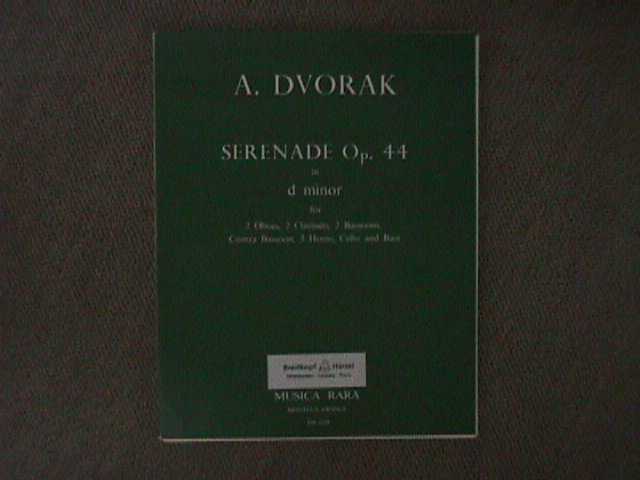 A. DVORAK
SERENADE Op. 44
in
d minor
for
2 Oboes, 2 Clarinets, 2 Bassoons,
Contra Bassoon, 3 Horns, Cello and Bass
Breitkopf Härtel
MUSICA RARA